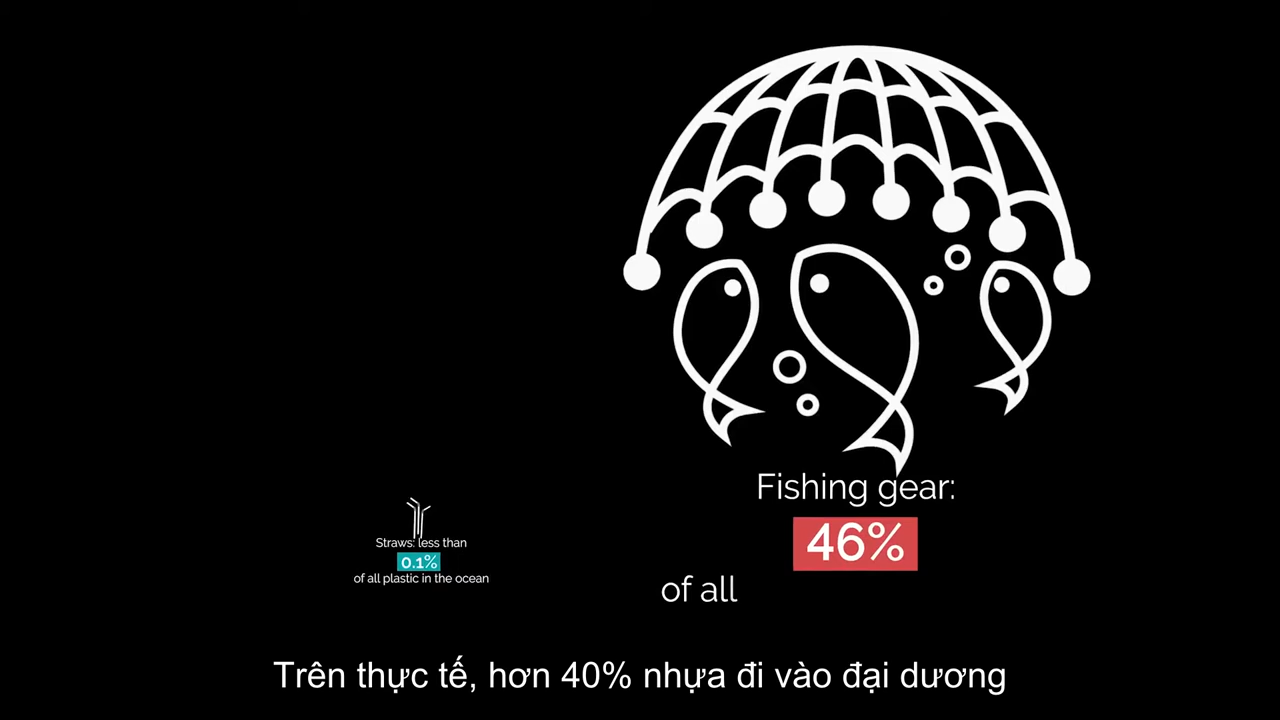 Straws: less than
0.1%
of all plastic in the ocean
Fishing gear:
46%
of all
Trên thực tế, hơn 40% nhựa đi vào đại dương